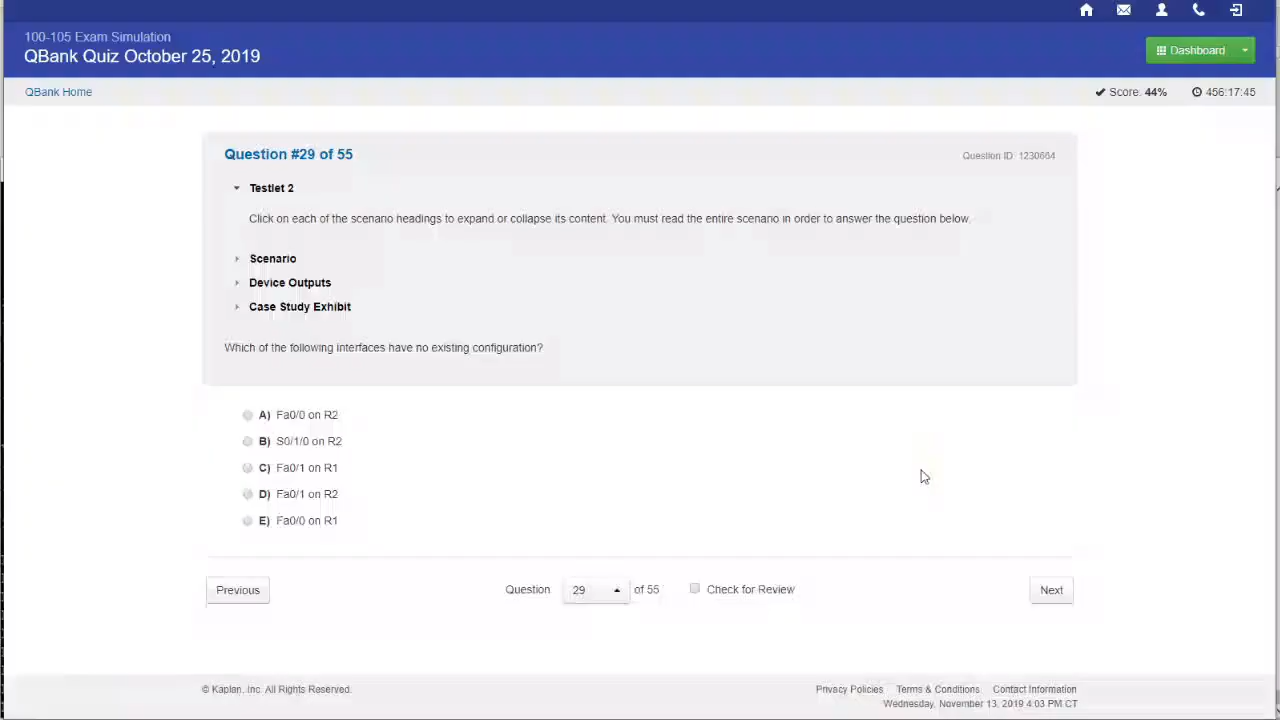 100-105 Exam Simulation
QBank Quiz October 25, 2019
Dashboard
QBank Home
Score: 44%
456:17:45
Question #29 of 55
Question ID: 1230664
Testlet 2
Click on each of the scenario headings to expand or collapse its content. You must read the entire scenario in order to answer the question below.
Scenario
Device Outputs
Case Study Exhibit
Which of the following interfaces have no existing configuration?
A) Fa0/0 on R2
B) S0/1/0 on R2
C) Fa0/1 on R1
D) Fa0/1 on R2
E) Fa0/0 on R1
Previous
Question 29 of 55
Check for Review
Next
© Kaplan, Inc. All Rights Reserved.
Privacy Policies Terms & Conditions Contact Information
Wednesday, November 13, 2019 4:03 PM CT